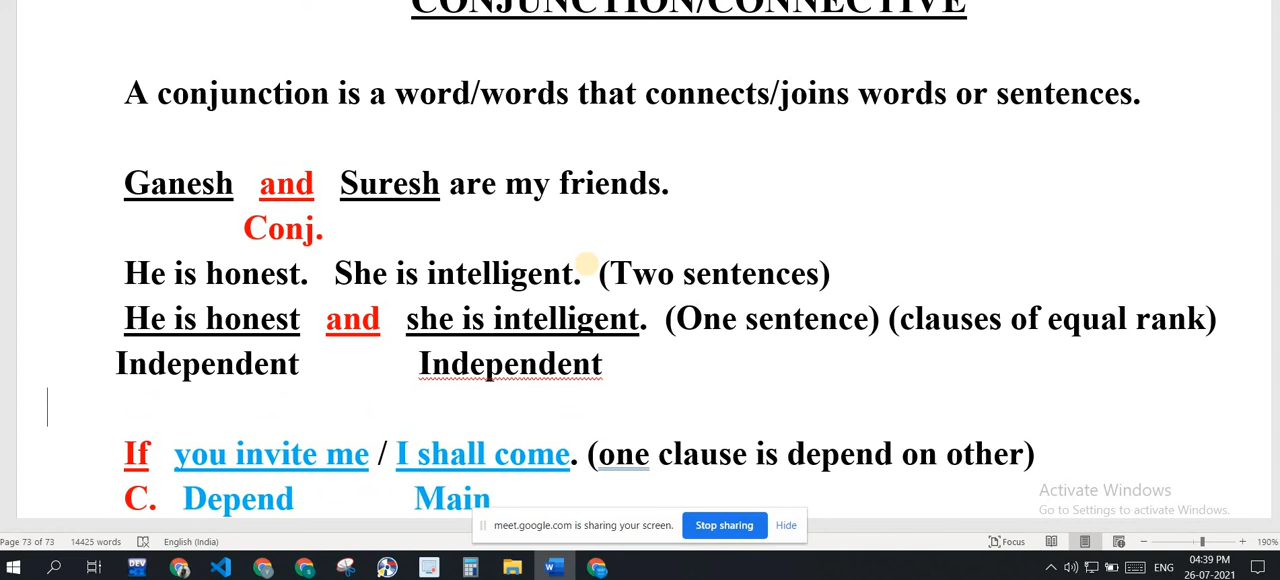 CONJUNCTION/CONNECTIVE
A conjunction is a word/words that connects/joins words or sentences.
Ganesh and Suresh are my friends.
Conj.
He is honest. She is intelligent. (Two sentences)
He is honest and she is intelligent. (One sentence) (clauses of equal rank)
Independent Independent
If you invite me / I shall come. (one clause is depend on other)
C. Depend Main
Activate Windows
Go to Settings to activate Windows.
meet.google.com is sharing your screen. Stop sharing Hide
Page 73 of 73 14425 words English (India) Focus 190%
DEV W ENG 04:39 PM
26-07-2021